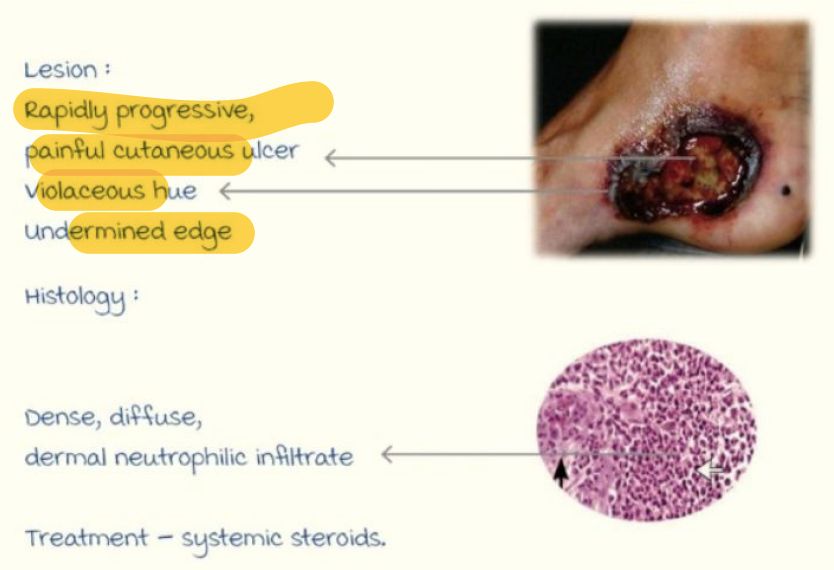 Lesion :
Rapidly progressive,
painful cutaneous ulcer
Violaceous hue
Undermined edge
Histology :
Dense, diffuse,
dermal neutrophilic infiltrate
Treatment – systemic steroids.